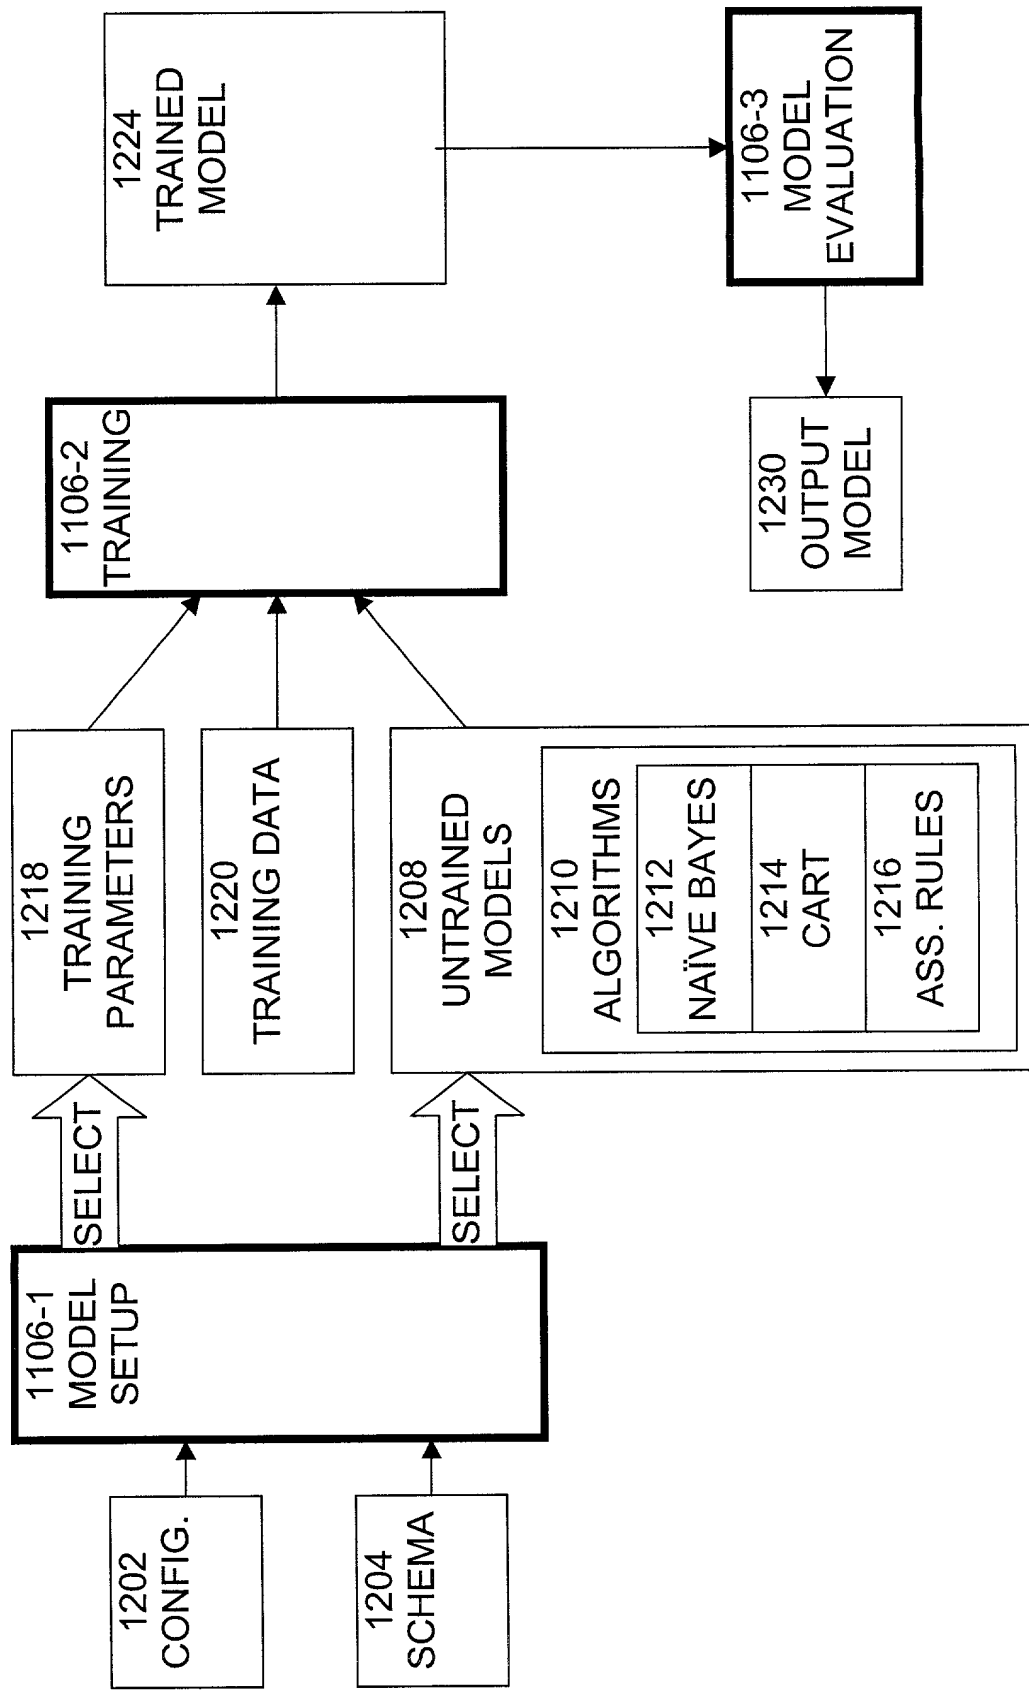 1202
CONFIG.
1204
SCHEMA
1106-1
MODEL
SETUP
SELECT
SELECT
1218
TRAINING
PARAMETERS
1220
TRAINING DATA
1208
UNTRAINED
MODELS
1210
ALGORITHMS
1212
NAÏVE BAYES
1214
CART
1216
ASS. RULES
1106-2
TRAINING
1224
TRAINED
MODEL
1106-3
MODEL
EVALUATION
1230
OUTPUT
MODEL